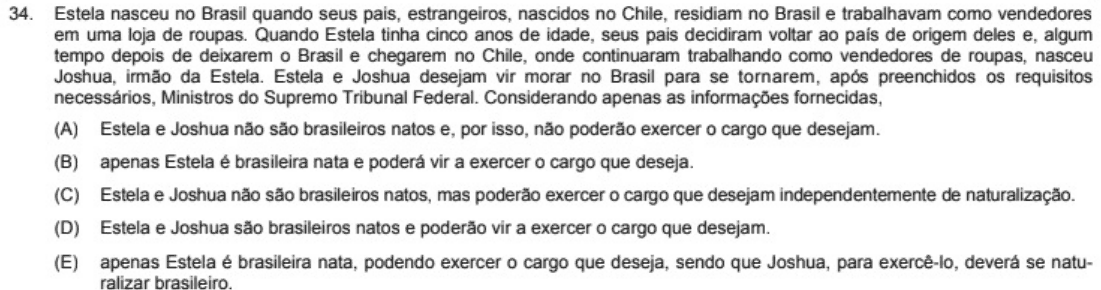 34. Estela nasceu no Brasil quando seus pais, estrangeiros, nascidos no Chile, residiam no Brasil e trabalhavam como vendedores
em uma loja de roupas. Quando Estela tinha cinco anos de idade, seus pais decidiram voltar ao país de origem deles e, algum
tempo depois de deixarem o Brasil e chegarem no Chile, onde continuaram trabalhando como vendedores de roupas, nasceu
Joshua, irmão da Estela. Estela e Joshua desejam vir morar no Brasil para se tornarem, após preenchidos os requisitos
necessários, Ministros do Supremo Tribunal Federal. Considerando apenas as informações fornecidas,
(A) Estela e Joshua não são brasileiros natos e, por isso, não poderão exercer o cargo que desejam.
(B) apenas Estela é brasileira nata e poderá vir a exercer o cargo que deseja.
(C) Estela e Joshua não são brasileiros natos, mas poderão exercer o cargo que desejam independentemente de naturalização.
(D) Estela e Joshua são brasileiros natos e poderão vir a exercer o cargo que desejam.
(E) apenas Estela é brasileira nata, podendo exercer o cargo que deseja, sendo que Joshua, para exercê-lo, deverá se natu-
ralizar brasileiro.